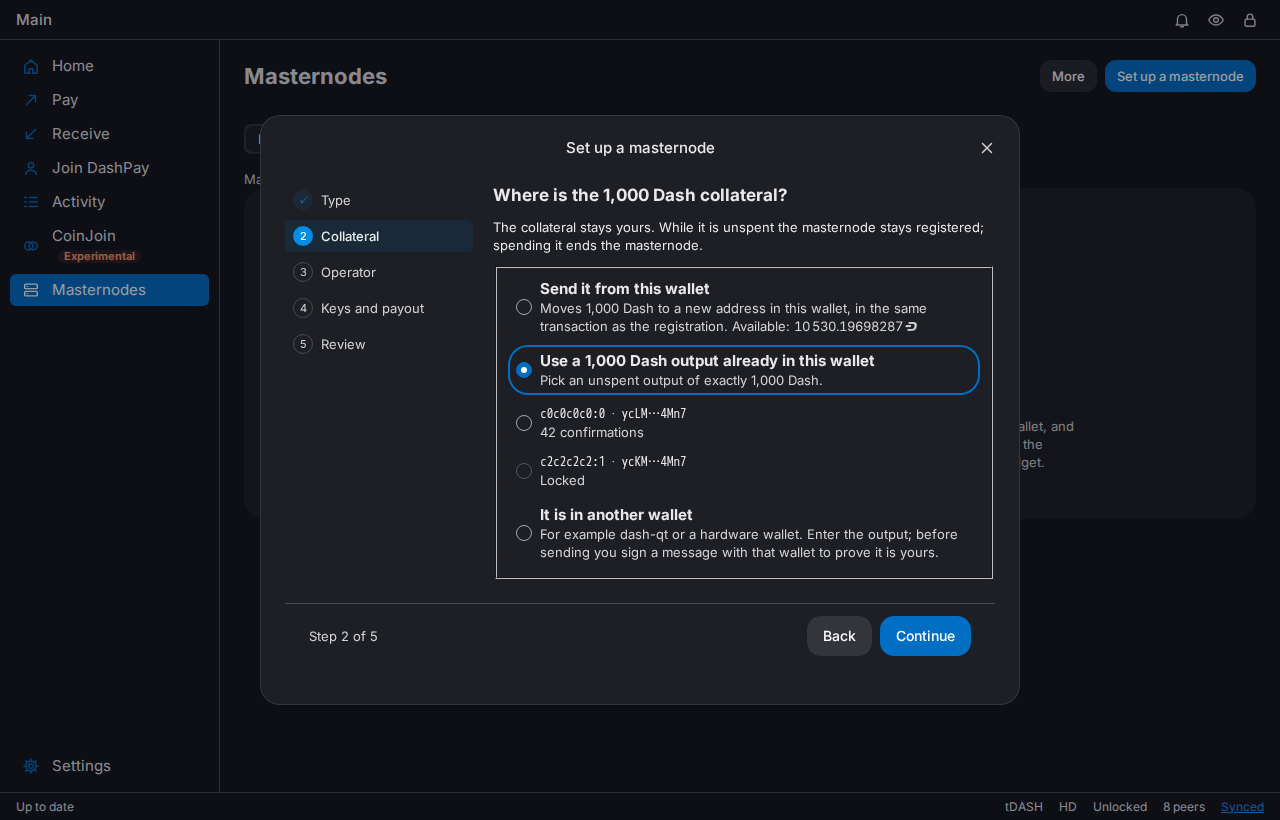 Main
Home
Pay
Receive
Join DashPay
Activity
CoinJoin
Experimental
Masternodes
Settings
Masternodes
More
Set up a masternode
Set up a masternode
✓ Type
2 Collateral
3 Operator
4 Keys and payout
5 Review
Where is the 1,000 Dash collateral?
The collateral stays yours. While it is unspent the masternode stays registered;
spending it ends the masternode.
Send it from this wallet
Moves 1,000 Dash to a new address in this wallet, in the same
transaction as the registration. Available: 10 530.19698287
Use a 1,000 Dash output already in this wallet
Pick an unspent output of exactly 1,000 Dash.
c0c0c0c0:0 · ycLM⋯4Mn7
42 confirmations
c2c2c2c2:1 · ycKM⋯4Mn7
Locked
It is in another wallet
For example dash-qt or a hardware wallet. Enter the output; before
sending you sign a message with that wallet to prove it is yours.
Step 2 of 5
Back
Continue
and
the
Up to date
tDASH
HD
Unlocked
8 peers
Synced